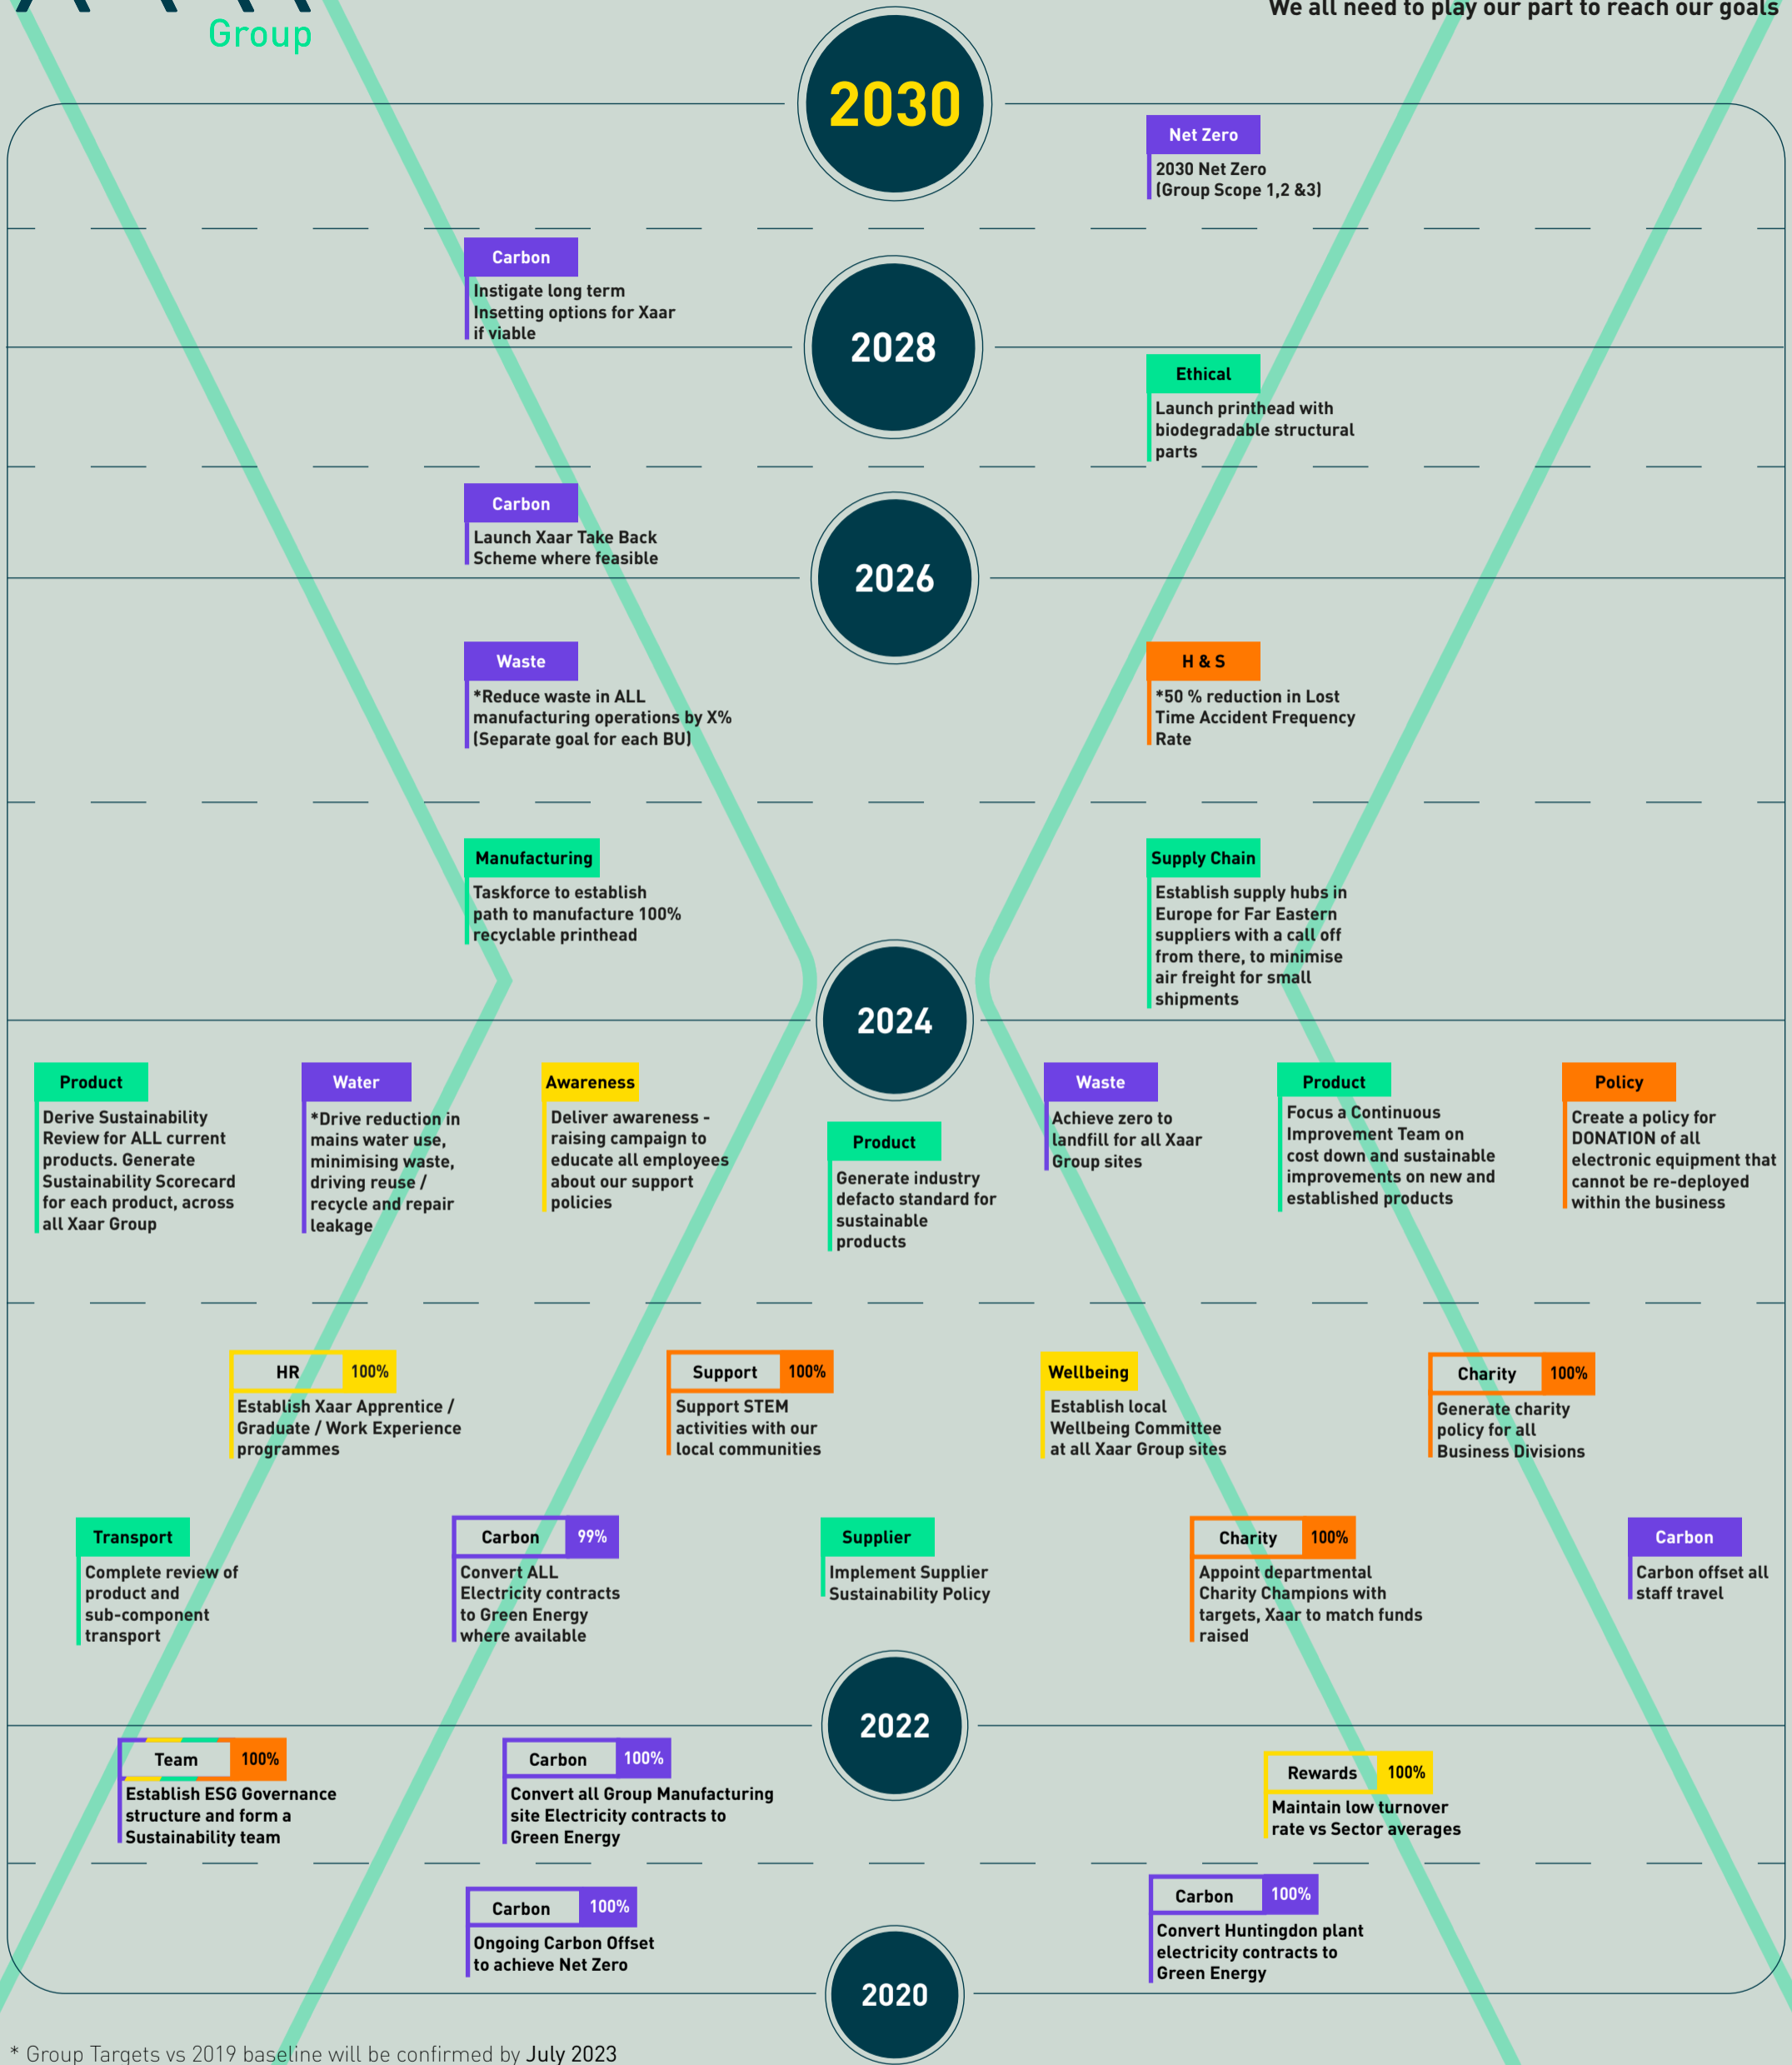 We all need to play our part to reach our goals
Group
2030
Net Zero
2030 Net Zero
(Group Scope 1,2 &3)
Carbon
Instigate long term
Insetting options for Xaar
if viable
2028
Ethical
Launch printhead with
biodegradable structural
parts
Carbon
Launch Xaar Take Back
Scheme where feasible
2026
Waste
*Reduce waste in ALL
manufacturing operations by X%
(Separate goal for each BU)
H & S
*50 % reduction in Lost
Time Accident Frequency
Rate
Manufacturing
Taskforce to establish
path to manufacture 100%
recyclable printhead
Supply Chain
Establish supply hubs in
Europe for Far Eastern
suppliers with a call off
from there, to minimise
air freight for small
shipments
2024
Product
Derive Sustainability
Review for ALL current
products. Generate
Sustainability Scorecard
for each product, across
all Xaar Group
Water
*Drive reduction in
mains water use,
minimising waste,
driving reuse /
recycle and repair
leakage
Awareness
Deliver awareness -
raising campaign to
educate all employees
about our support
policies
Product
Generate industry
defacto standard for
sustainable
products
Waste
Achieve zero to
landfill for all Xaar
Group sites
Product
Focus a Continuous
Improvement Team on
cost down and sustainable
improvements on new and
established products
Policy
Create a policy for
DONATION of all
electronic equipment that
cannot be re-deployed
within the business
HR 100%
Establish Xaar Apprentice /
Graduate / Work Experience
programmes
Support 100%
Support STEM
activities with our
local communities
Wellbeing
Establish local
Wellbeing Committee
at all Xaar Group sites
Charity 100%
Generate charity
policy for all
Business Divisions
Transport
Complete review of
product and
sub-component
transport
Carbon 99%
Convert ALL
Electricity contracts
to Green Energy
where available
Supplier
Implement Supplier
Sustainability Policy
Charity 100%
Appoint departmental
Charity Champions with
targets, Xaar to match funds
raised
Carbon
Carbon offset all
staff travel
2022
Team 100%
Establish ESG Governance
structure and form a
Sustainability team
Carbon 100%
Convert all Group Manufacturing
site Electricity contracts to
Green Energy
Rewards 100%
Maintain low turnover
rate vs Sector averages
Carbon 100%
Ongoing Carbon Offset
to achieve Net Zero
Carbon 100%
Convert Huntingdon plant
electricity contracts to
Green Energy
2020
* Group Targets vs 2019 baseline will be confirmed by July 2023